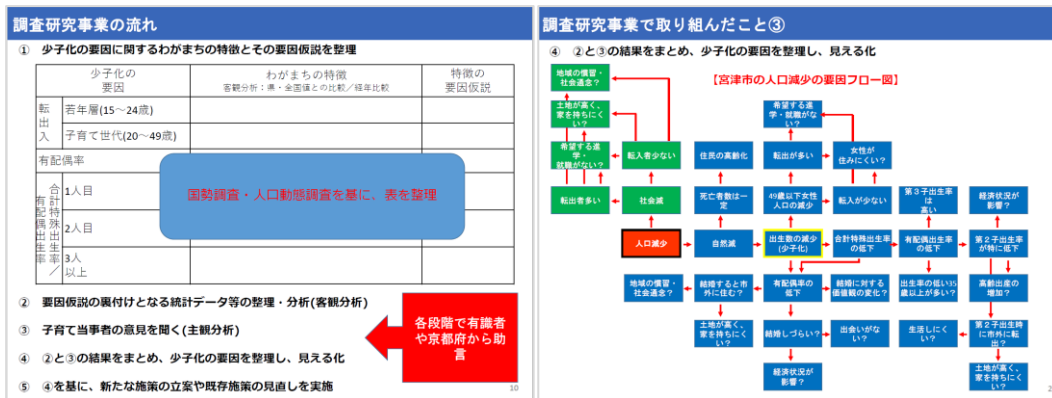 調査研究事業の流れ
① 少子化の要因に関するわがまちの特徴とその要因仮説を整理
少子化の
要因
わがまちの特徴
客観分析：県・全国値との比較／経年比較
特徴の
要因仮説
転出入
若年層(15～24歳)
子育て世代(20～49歳)
有配偶率
合計特殊出生率／
有配偶出生率
1人目
2人目
3人
以上
国勢調査・人口動態調査を基に、表を整理
② 要因仮説の裏付けとなる統計データ等の整理・分析(客観分析)
③ 子育て当事者の意見を聞く(主観分析)
④ ②と③の結果をまとめ、少子化の要因を整理し、見える化
⑤ ④を基に、新たな施策の立案や既存施策の見直しを実施
各段階で有識者
や京都府から助
言
10
調査研究事業で取り組んだこと③
④ ②と③の結果をまとめ、少子化の要因を整理し、見える化
【宮津市の人口減少の要因フロー図】
地域の慣習・
社会通念？
土地が高く、
家を持ちにく
い？
希望する進
学・就職がな
い？
希望する進
学・就職がない？
転入者少ない
住民の高齢化
転出が多い
女性が
住みにくい？
転出者多い
社会減
死亡者数は一
定
49歳以下女性
人口の減少
転入が少ない
第３子出生率
は
高い
経済状況が
影響？
人口減少
自然減
出生数の減少
(少子化)
合計特殊出生率
の低下
有配偶出生率
の低下
第２子出生率
が特に低下
地域の慣習・
社会通念？
結婚すると市
外に住む？
有配偶率の
低下
結婚に対する
価値観の変化？
出生率の低い35
歳以上が多い？
高齢出産の
増加？
土地が高く、
家を持ちにく
い？
結婚しづらい？
出会いがな
い？
生活しにく
い？
第２子出生時
に市外に転
出？
経済状況が
影響？
土地が高く、
家を持ちにく
い？
2